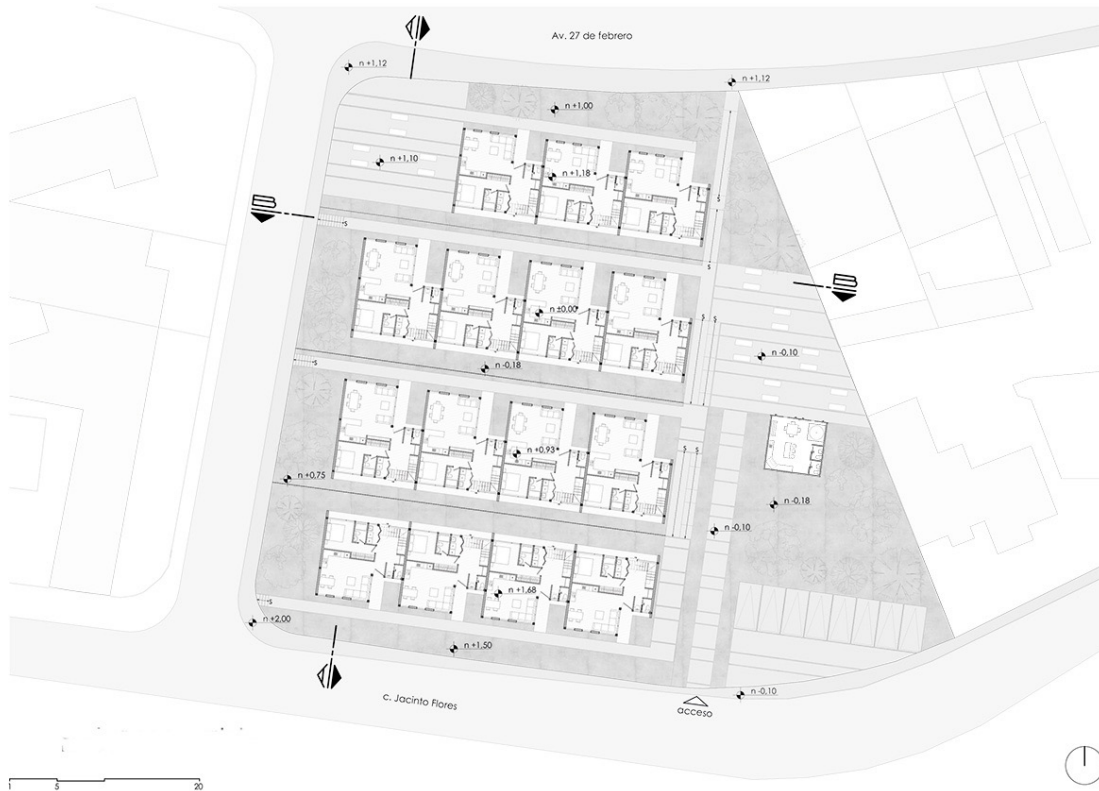 Av. 27 de febrero
n +1,12
n +1,12
n +1,00
n +1,10
n +1,18
S
B
S
S
B
n ±0,00
S
S
n -0,10
S
n -0,18
n +0,93
S
S
n +0,75
n -0,18
n -0,10
n +1,68
S
n +2,00
n +1,50
n -0,10
c. Jacinto Flores
acceso
1 5 20